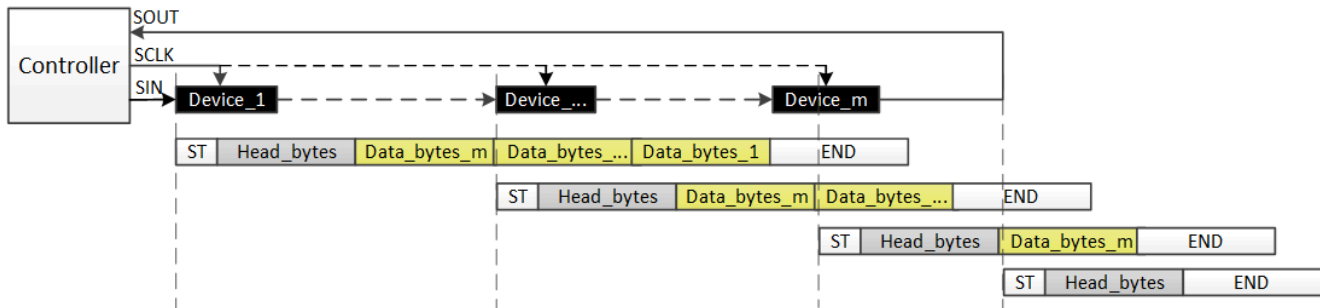 SOUT
Controller
SCLK
SIN
Device_1 Device_... Device_m
ST Head_bytes Data_bytes_m Data_bytes_... Data_bytes_1 END
ST Head_bytes Data_bytes_m Data_bytes_... END
ST Head_bytes Data_bytes_m END
ST Head_bytes END